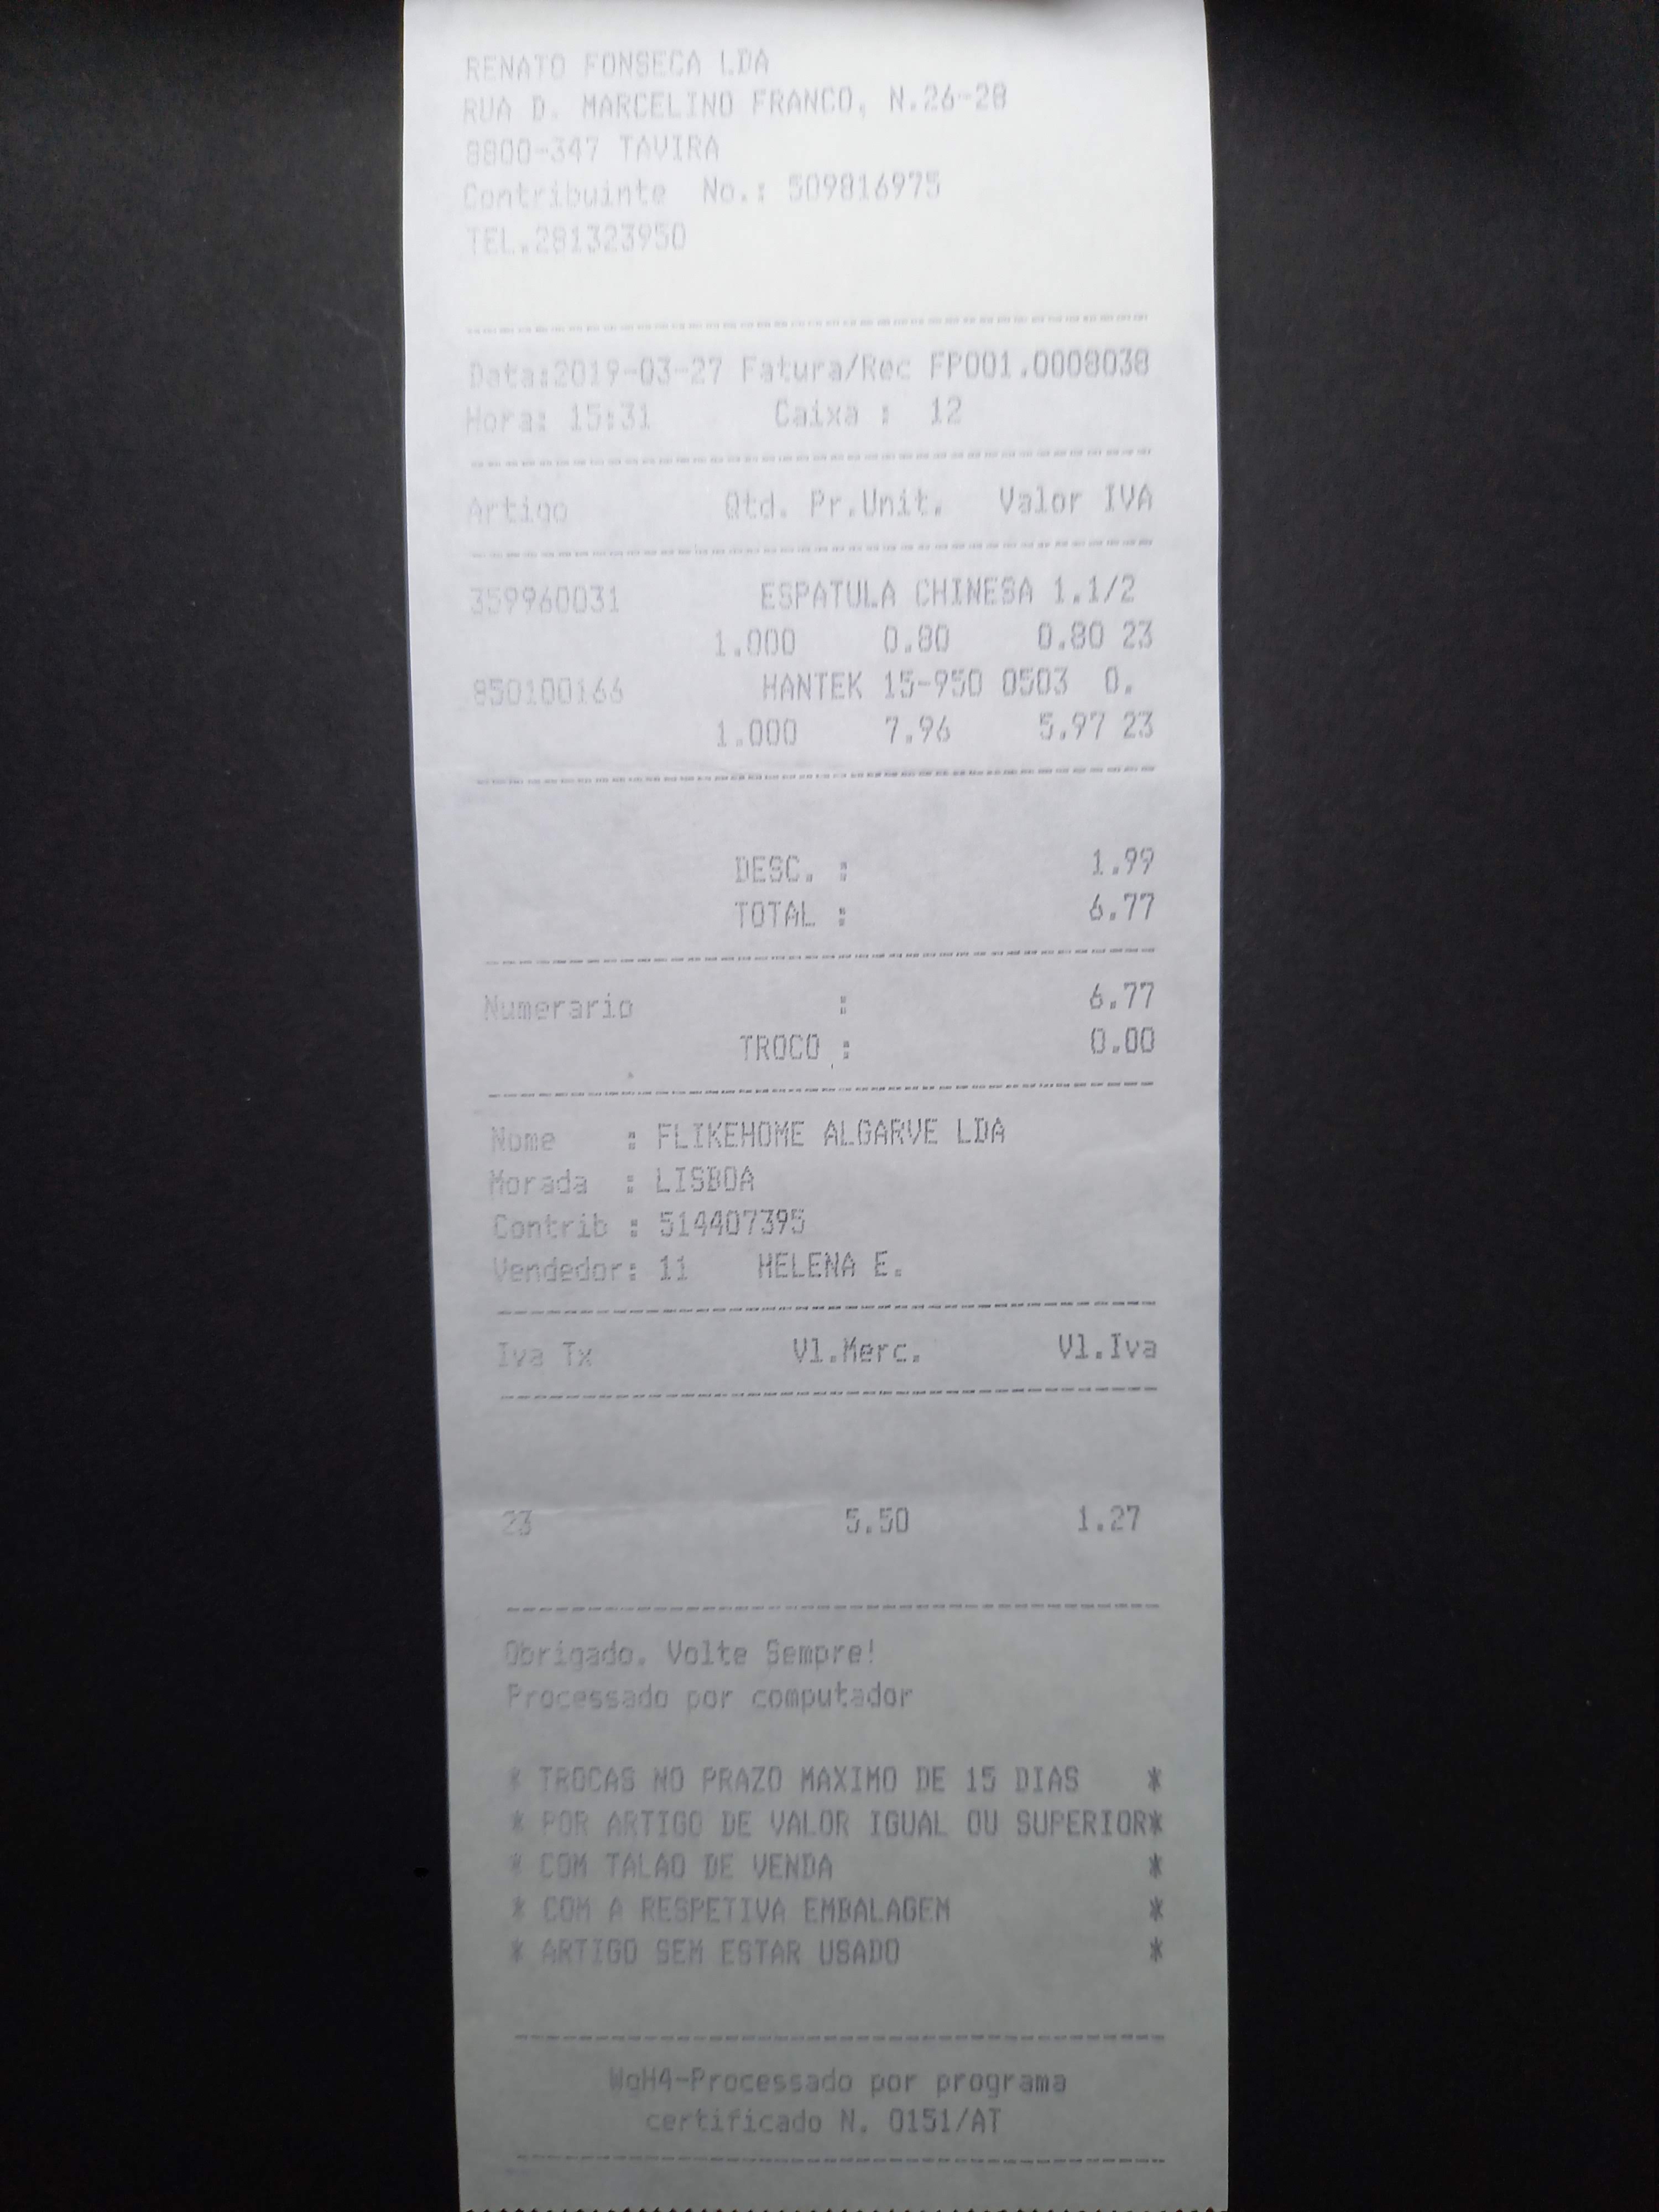 RENATO FONSECA LDA
RUA D. MARCELINO FRANCO, N.26-28
8800-347 TAVIRA
Contribuinte No.: 509816975
TEL.281323950
Data:2019-03-27 Fatura/Rec FP001.0008038
Hora: 15:31 Caixa : 12
Artigo Qtd. Pr.Unit. Valor IVA
359960031 ESPATULA CHINESA 1.1/2
1.000 0.80 0.80 23
850100166 HANTEK 15-950 0503 0.
1.000 7.96 5.97 23
DESC. : 1.99
TOTAL : 6.77
Numerario : 6.77
TROCO : 0.00
Nome : FLIKEHOME ALGARVE LDA
Morada : LISBOA
Contrib : 514407395
Vendedor: 11 HELENA E.
Iva Tx Vl.Merc. Vl.Iva
23 5.50 1.27
Obrigado. Volte Sempre!
Processado por computador
* TROCAS NO PRAZO MAXIMO DE 15 DIAS *
* POR ARTIGO DE VALOR IGUAL OU SUPERIOR*
* COM TALAO DE VENDA *
* COM A RESPETIVA EMBALAGEM *
* ARTIGO SEM ESTAR USADO *
WgH4-Processado por programa
certificado N. 0151/AT